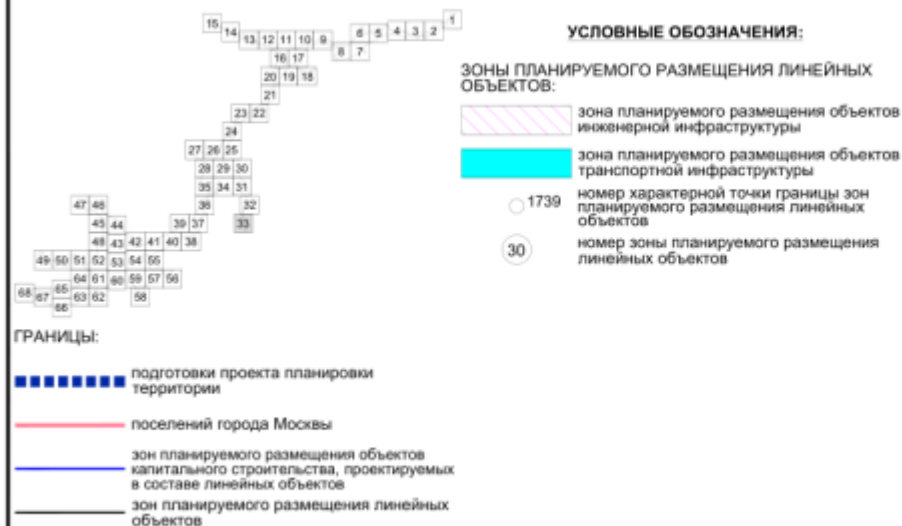 15 14 13 12 11 10 9 8 7 6 5 4 3 2 1
16 17
20 19 18
21
23 22
24
27 26 25
28 29 30
35 34 31
47 46 36 32
45 44 39 37 33
48 43 42 41 40 38
49 50 51 52 53 54 55
64 61 60 59 57 56
68 67 65 63 62 58
66
УСЛОВНЫЕ ОБОЗНАЧЕНИЯ:
ЗОНЫ ПЛАНИРУЕМОГО РАЗМЕЩЕНИЯ ЛИНЕЙНЫХ
ОБЪЕКТОВ:
зона планируемого размещения объектов
инженерной инфраструктуры
зона планируемого размещения объектов
транспортной инфраструктуры
1739
номер характерной точки границы зон
планируемого размещения линейных
объектов
30
номер зоны планируемого размещения
линейных объектов
ГРАНИЦЫ:
подготовки проекта планировки
территории
поселений города Москвы
зон планируемого размещения объектов
капитального строительства, проектируемых
в составе линейных объектов
зон планируемого размещения линейных
объектов